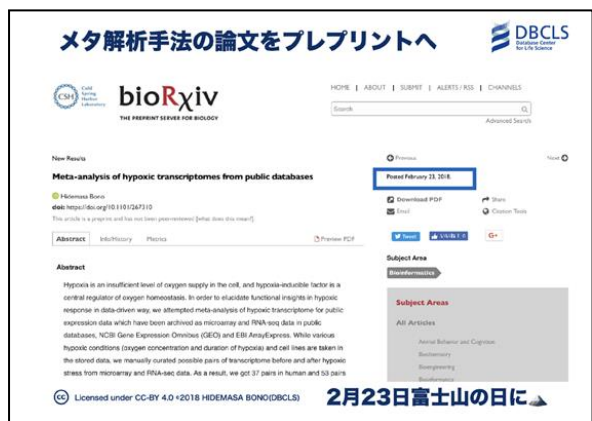 メタ解析手法の論文をプレプリントへ
DBCLS
Database Center
for Life Science
CSH
Cold
Spring
Harbor
Laboratory
bioRxiv
THE PREPRINT SERVER FOR BIOLOGY
HOME | ABOUT | SUBMIT | ALERTS / RSS | CHANNELS
Search
Advanced Search
New Results
Meta-analysis of hypoxic transcriptomes from public databases
Hidemasa Bono
doi: https://doi.org/10.1101/267310
This article is a preprint and has not been peer-reviewed [what does this mean?].
Abstract Info/History Metrics Preview PDF
Abstract
Hypoxia is an insufficient level of oxygen supply in the cell, and hypoxia-inducible factor is a
central regulator of oxygen homeostasis. In order to elucidate functional insights in hypoxic
response in data-driven way, we attempted meta-analysis of hypoxic transcriptome for public
expression data which have been archived as microarray and RNA-seq data in public
databases, NCBI Gene Expression Omnibus (GEO) and EBI ArrayExpress. While various
hypoxic conditions (oxygen concentration and duration of hypoxia) and cell lines are taken in
the stored data, we manually curated possible pairs of transcriptome before and after hypoxic
stress from microarray and RNA-seq data. As a result, we got 37 pairs in human and 53 pairs
Previous Next
Posted February 23, 2018.
Download PDF Share
Email Citation Tools
Tweet いいね! 0 G+
Subject Area
Bioinformatics
Subject Areas
All Articles
Animal Behavior and Cognition
Biochemistry
Bioengineering
Bioinformatics
cc Licensed under CC-BY 4.0 ©2018 HIDEMASA BONO(DBCLS)
2月23日富士山の日に